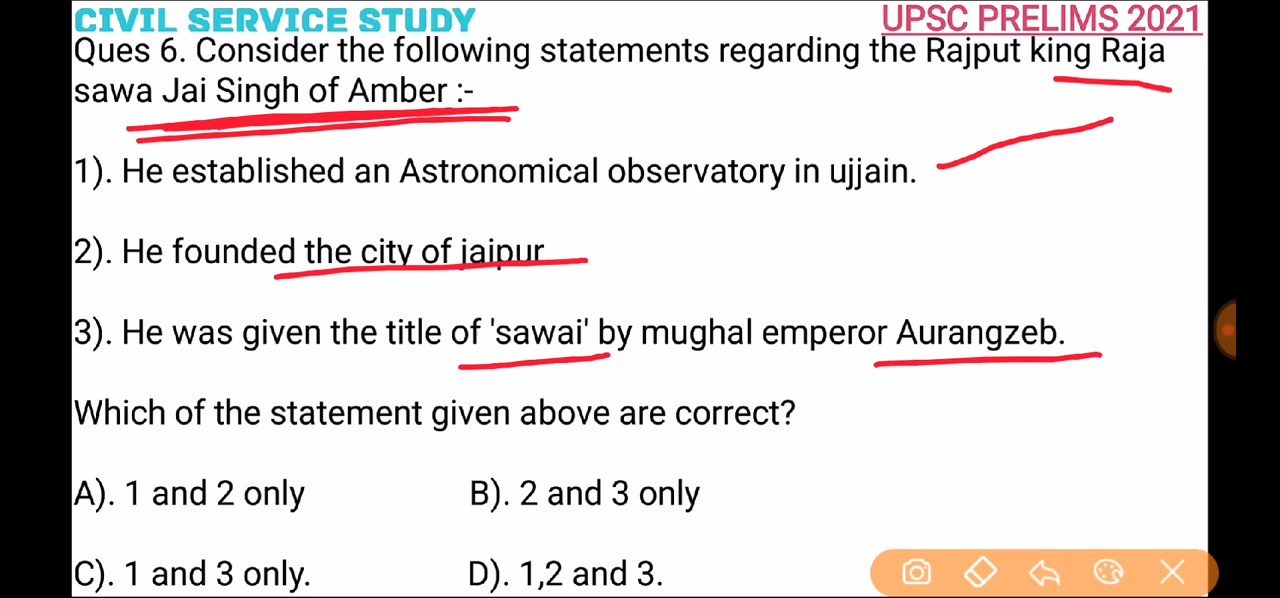 CIVIL SERVICE STUDY
UPSC PRELIMS 2021
Ques 6. Consider the following statements regarding the Rajput king Raja
sawa Jai Singh of Amber :-
1). He established an Astronomical observatory in ujjain.
2). He founded the city of jaipur
3). He was given the title of 'sawai' by mughal emperor Aurangzeb.
Which of the statement given above are correct?
A). 1 and 2 only B). 2 and 3 only
C). 1 and 3 only. D). 1,2 and 3.